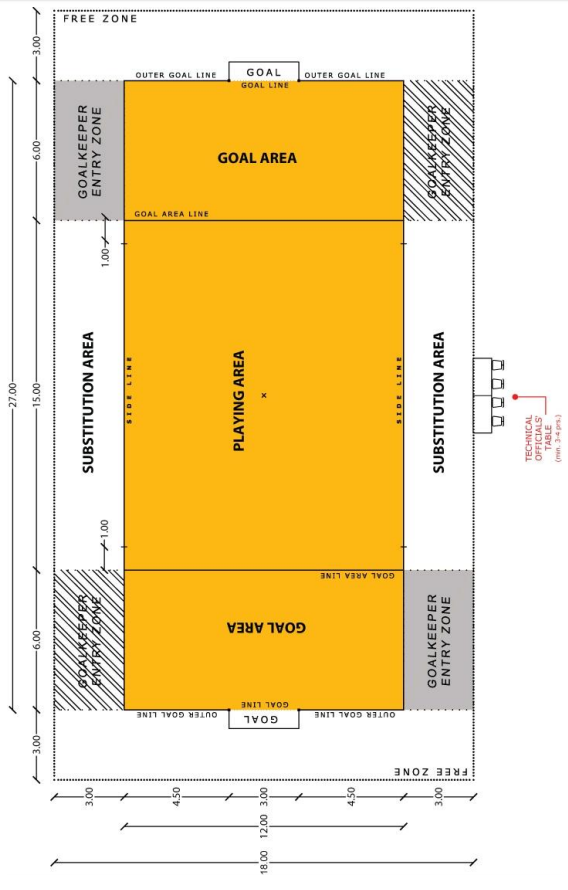 FREE ZONE
3.00
OUTER GOAL LINE
GOAL
OUTER GOAL LINE
GOAL LINE
GOALKEEPER
ENTRY ZONE
GOAL AREA
GOALKEEPER
ENTRY ZONE
6.00
GOAL AREA LINE
1.00
SUBSTITUTION AREA
SIDE LINE
PLAYING AREA
x
SIDE LINE
SUBSTITUTION AREA
27.00
15.00
TECHNICAL
OFFICIALS'
TABLE
(min. 3-4 prs.)
1.00
GOAL AREA LINE
GOALKEEPER
ENTRY ZONE
GOAL AREA
GOALKEEPER
ENTRY ZONE
6.00
GOAL LINE
OUTER GOAL LINE
GOAL
OUTER GOAL LINE
3.00
FREE ZONE
3.00
4.50
3.00
4.50
3.00
12.00
18.00